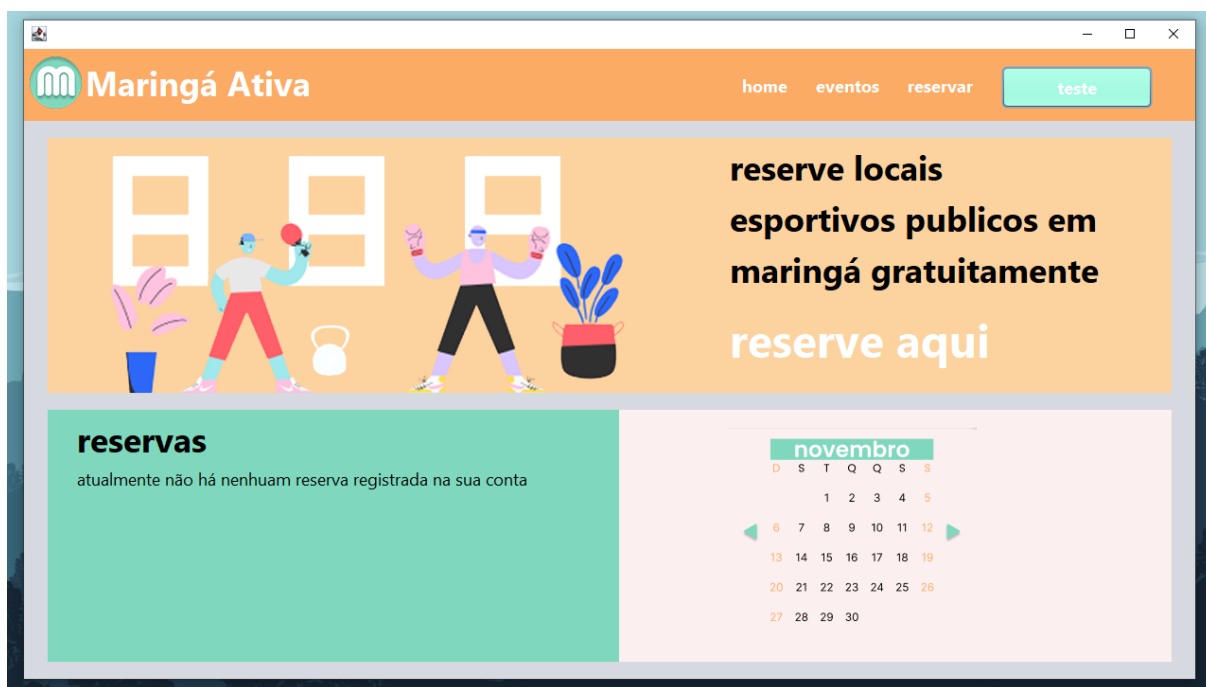 m Maringá Ativa
home eventos reservar teste
reserve locais
esportivos publicos em
maringá gratuitamente
reserve aqui
reservas
atualmente não há nenhuam reserva registrada na sua conta
novembro
D S T Q Q S S
1 2 3 4 5
6 7 8 9 10 11 12
13 14 15 16 17 18 19
20 21 22 23 24 25 26
27 28 29 30